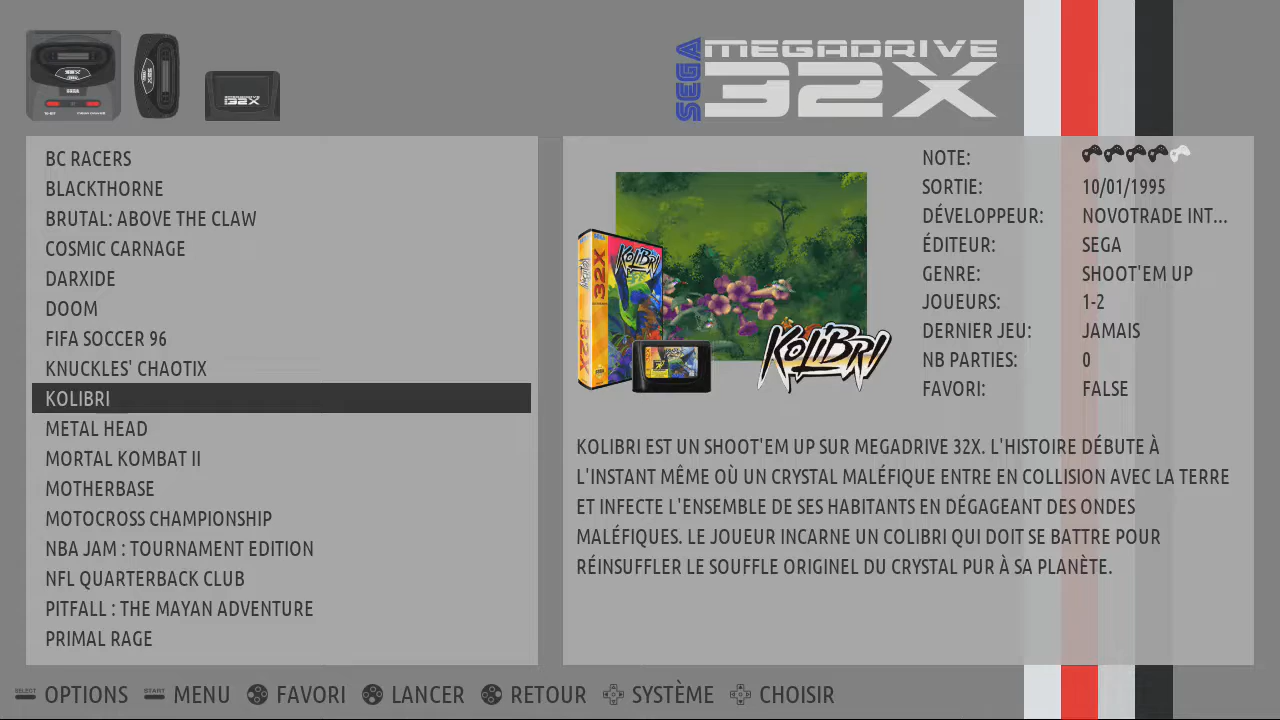 SEGA
MEGADRIVE
32X
BC RACERS
BLACKTHORNE
BRUTAL: ABOVE THE CLAW
COSMIC CARNAGE
DARXIDE
DOOM
FIFA SOCCER 96
KNUCKLES' CHAOTIX
KOLIBRI
METAL HEAD
MORTAL KOMBAT II
MOTHERBASE
MOTOCROSS CHAMPIONSHIP
NBA JAM : TOURNAMENT EDITION
NFL QUARTERBACK CLUB
PITFALL : THE MAYAN ADVENTURE
PRIMAL RAGE
KOLIBRI
32X
KOLIBRI
NOTE:
SORTIE: 10/01/1995
DÉVELOPPEUR: NOVOTRADE INT...
ÉDITEUR: SEGA
GENRE: SHOOT'EM UP
JOUEURS: 1-2
DERNIER JEU: JAMAIS
NB PARTIES: 0
FAVORI: FALSE
KOLIBRI EST UN SHOOT'EM UP SUR MEGADRIVE 32X. L'HISTOIRE DÉBUTE À
L'INSTANT MÊME OÙ UN CRYSTAL MALÉFIQUE ENTRE EN COLLISION AVEC LA TERRE
ET INFECTE L'ENSEMBLE DE SES HABITANTS EN DÉGAGEANT DES ONDES
MALÉFIQUES. LE JOUEUR INCARNE UN COLIBRI QUI DOIT SE BATTRE POUR
RÉINSUFFLER LE SOUFFLE ORIGINEL DU CRYSTAL PUR À SA PLANÈTE.
SELECT OPTIONS START MENU FAVORI LANCER RETOUR SYSTÈME CHOISIR